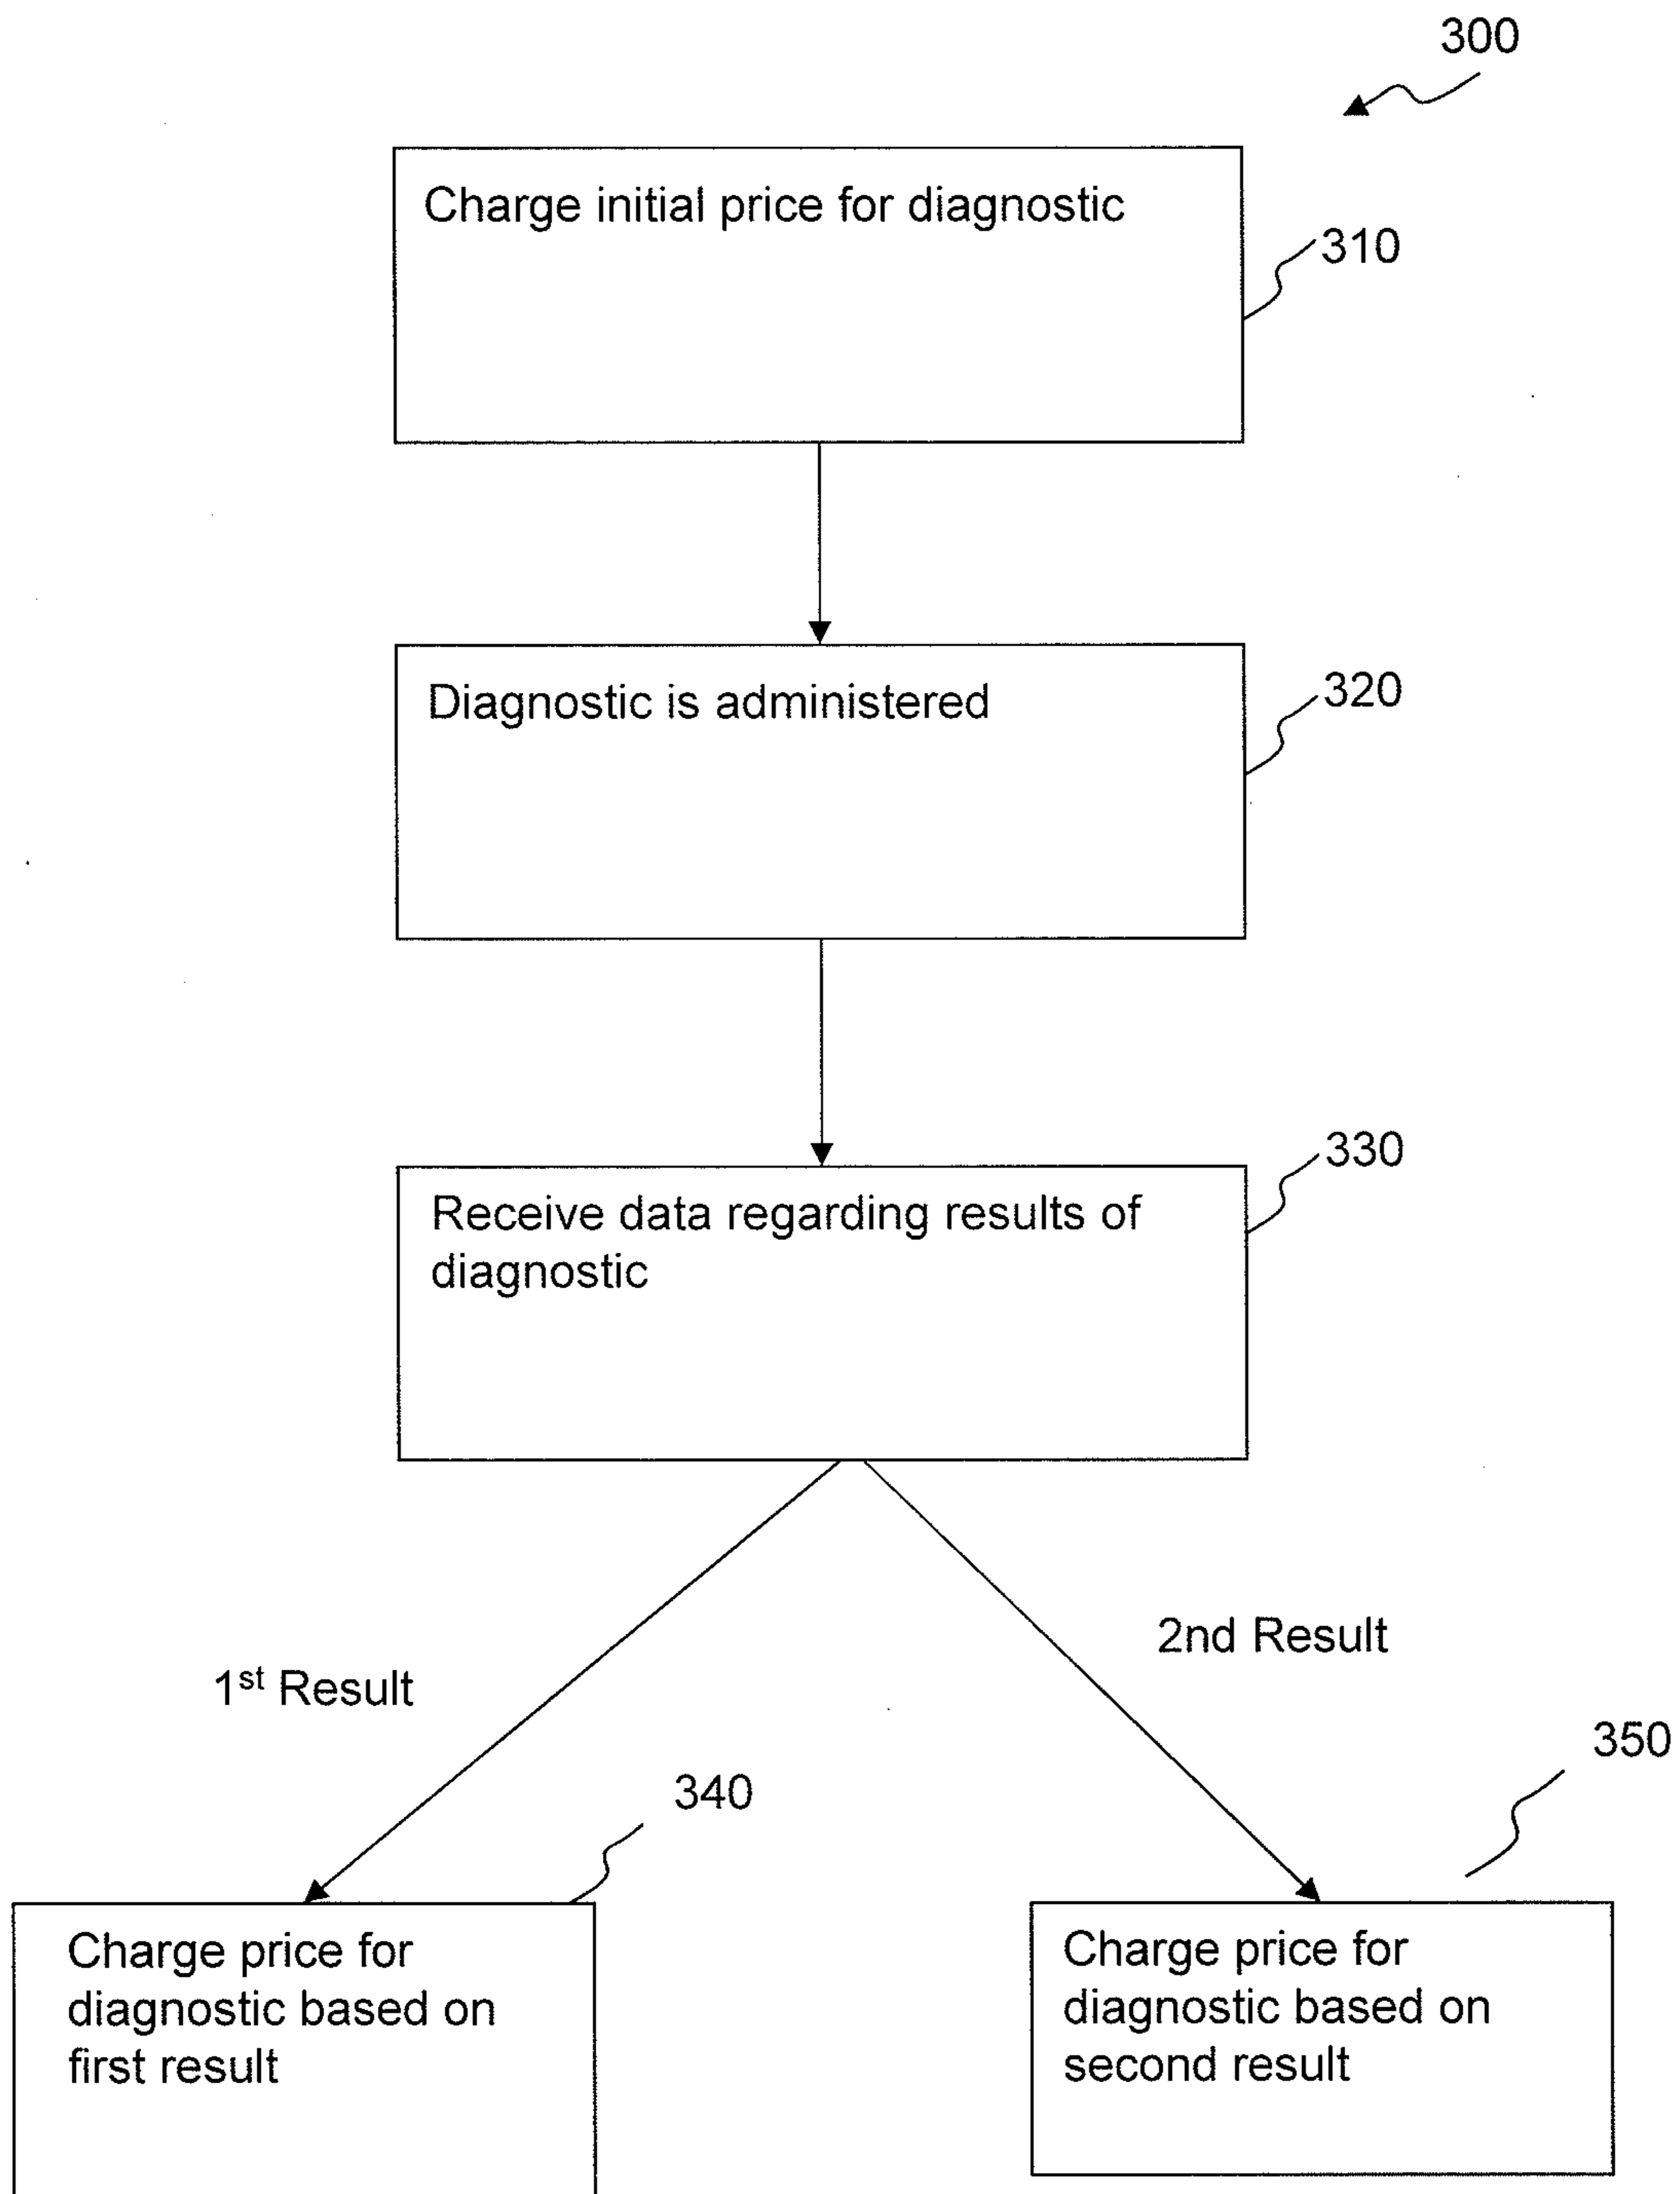 300
Charge initial price for diagnostic
310
Diagnostic is administered
320
330
Receive data regarding results of
diagnostic
2nd Result
1st Result
350
340
Charge price for
diagnostic based on
first result
Charge price for
diagnostic based on
second result